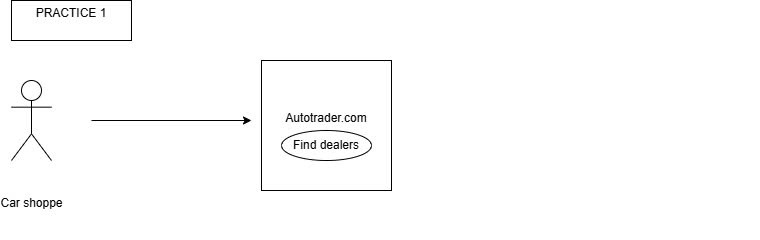 PRACTICE 1
Autotrader.com
Find dealers
Car shoppe